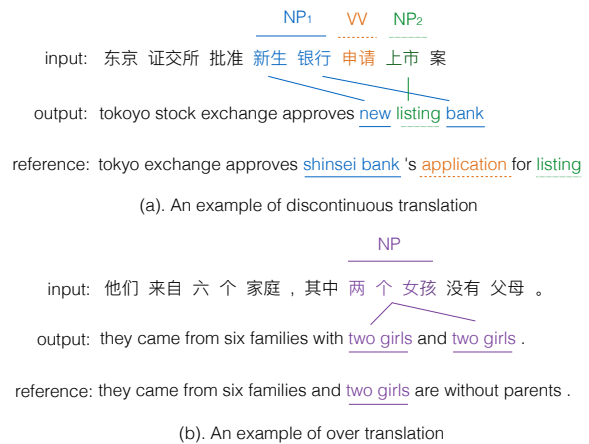 NP1 VV NP2
input: 东京 证交所 批准 新生 银行 申请 上市 案
output: tokoyo stock exchange approves new listing bank
reference: tokyo exchange approves shinsei bank 's application for listing
(a). An example of discontinuous translation
NP
input: 他们 来自 六 个 家庭 , 其中 两 个 女孩 没有 父母 。
output: they came from six families with two girls and two girls .
reference: they came from six families and two girls are without parents .
(b). An example of over translation